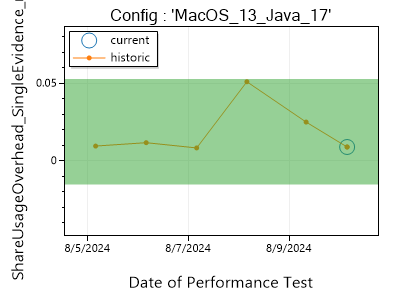 Config : 'MacOS_13_Java_17'
current
historic
ShareUsageOverhead_SingleEvidence_
0.05
0
8/5/2024
8/7/2024
8/9/2024
Date of Performance Test